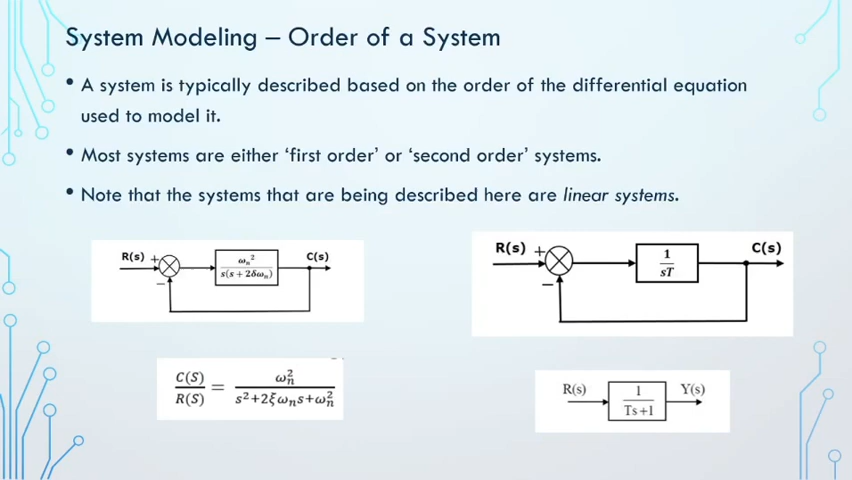 System Modeling – Order of a System
• A system is typically described based on the order of the differential equation
used to model it.
• Most systems are either ‘first order’ or ‘second order’ systems.
• Note that the systems that are being described here are linear systems.
R(s) + − ωn² / s(s + 2δωn) C(s)
R(s) + − 1 / sT C(s)
C(S) / R(S) = ωn² / s²+2ξωns+ωn²
R(s) 1 / Ts+1 Y(s)